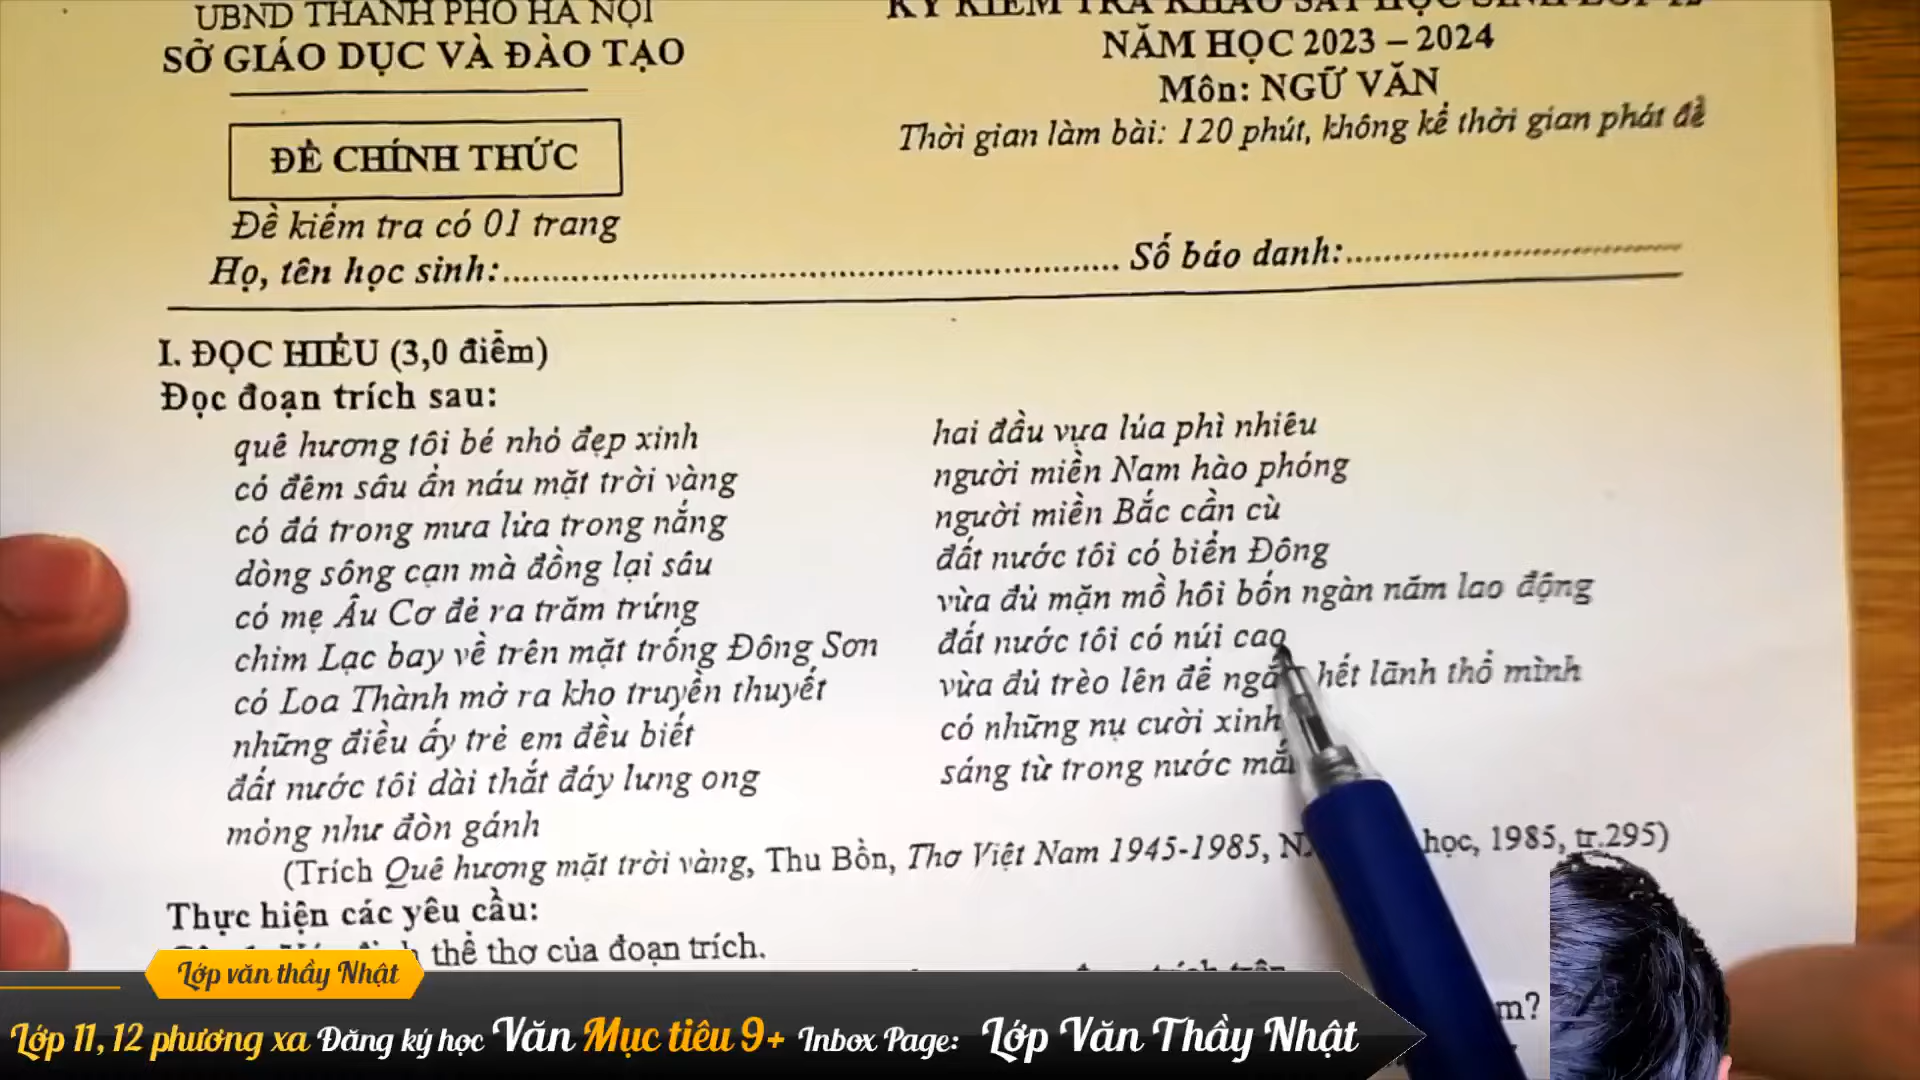 UBND THÀNH PHỐ HÀ NỘI
SỞ GIÁO DỤC VÀ ĐÀO TẠO
ĐỀ CHÍNH THỨC
Đề kiểm tra có 01 trang
KỲ KIỂM TRA KHẢO SÁT HỌC SINH LỚP 12
NĂM HỌC 2023 – 2024
Môn: NGỮ VĂN
Thời gian làm bài: 120 phút, không kể thời gian phát đề
Họ, tên học sinh:............................................................ Số báo danh:..............................
I. ĐỌC HIỂU (3,0 điểm)
Đọc đoạn trích sau:
quê hương tôi bé nhỏ đẹp xinh
có đêm sâu ẩn náu mặt trời vàng
có đá trong mưa lửa trong nắng
dòng sông cạn mà đồng lại sâu
có mẹ Âu Cơ đẻ ra trăm trứng
chim Lạc bay về trên mặt trống Đông Sơn
có Loa Thành mở ra kho truyền thuyết
những điều ấy trẻ em đều biết
đất nước tôi dài thắt đáy lưng ong
mỏng như đòn gánh
hai đầu vựa lúa phì nhiêu
người miền Nam hào phóng
người miền Bắc cần cù
đất nước tôi có biển Đông
vừa đủ mặn mồ hôi bốn ngàn năm lao động
đất nước tôi có núi cao
vừa đủ trèo lên để ngắm hết lãnh thổ mình
có những nụ cười xinh
sáng từ trong nước mắt
(Trích Quê hương mặt trời vàng, Thu Bồn, Thơ Việt Nam 1945-1985, học, 1985, tr.295)
Thực hiện các yêu cầu:
thể thơ của đoạn trích.
Lớp văn thầy Nhật
Lớp 11, 12 phương xa Đăng ký học Văn Mục tiêu 9+ Inbox Page: Lớp Văn Thầy Nhật